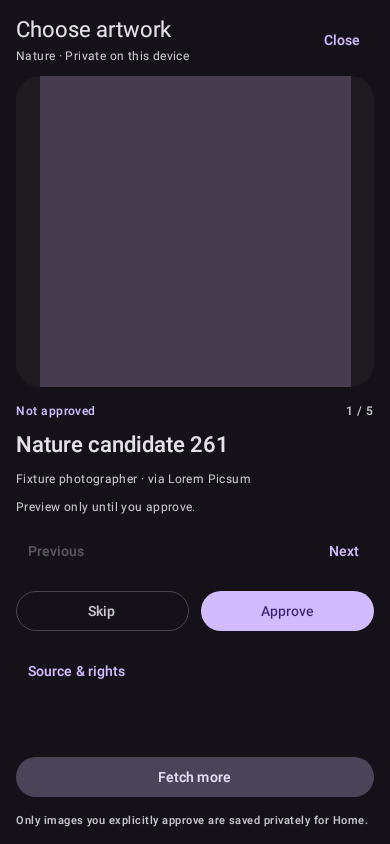 Choose artwork
Close
Nature · Private on this device
Not approved
1 / 5
Nature candidate 261
Fixture photographer · via Lorem Picsum
Preview only until you approve.
Previous
Next
Skip
Approve
Source & rights
Fetch more
Only images you explicitly approve are saved privately for Home.